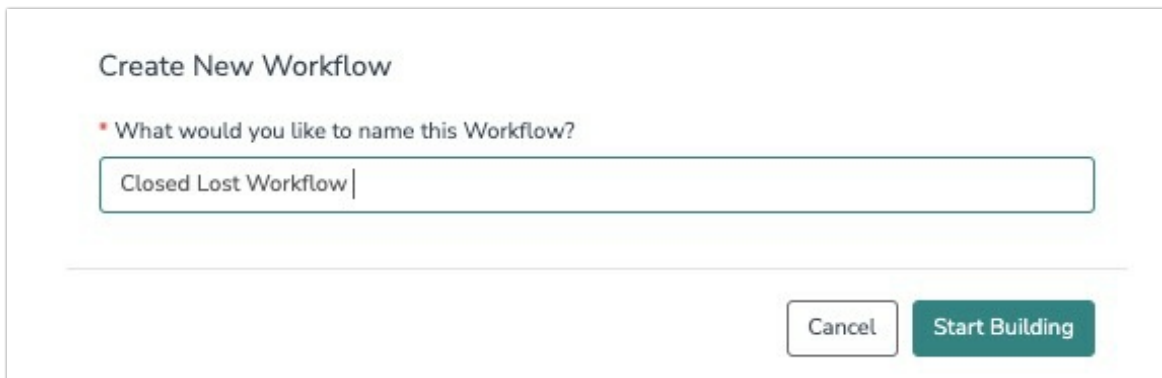 Create New Workflow
* What would you like to name this Workflow?
Closed Lost Workflow
Cancel Start Building